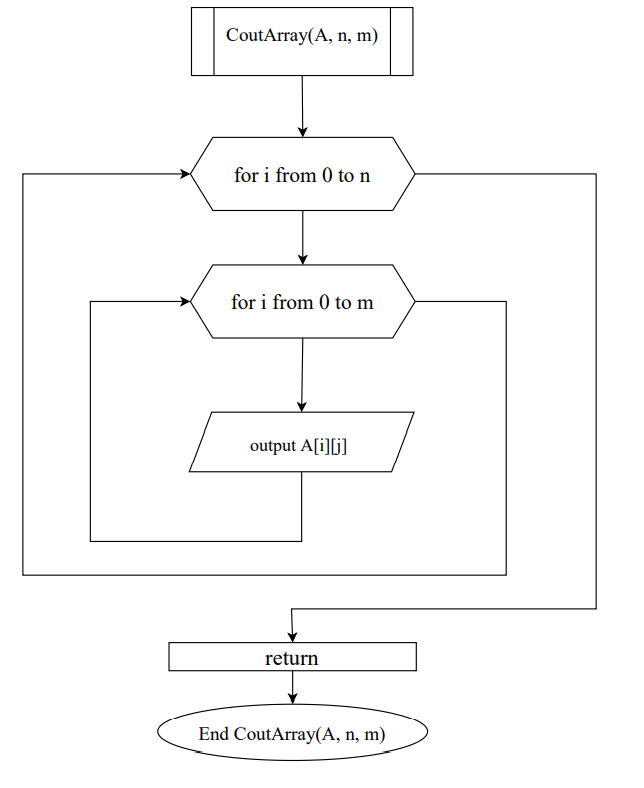 CoutArray(A, n, m)
for i from 0 to n
for i from 0 to m
output A[i][j]
return
End CoutArray(A, n, m)